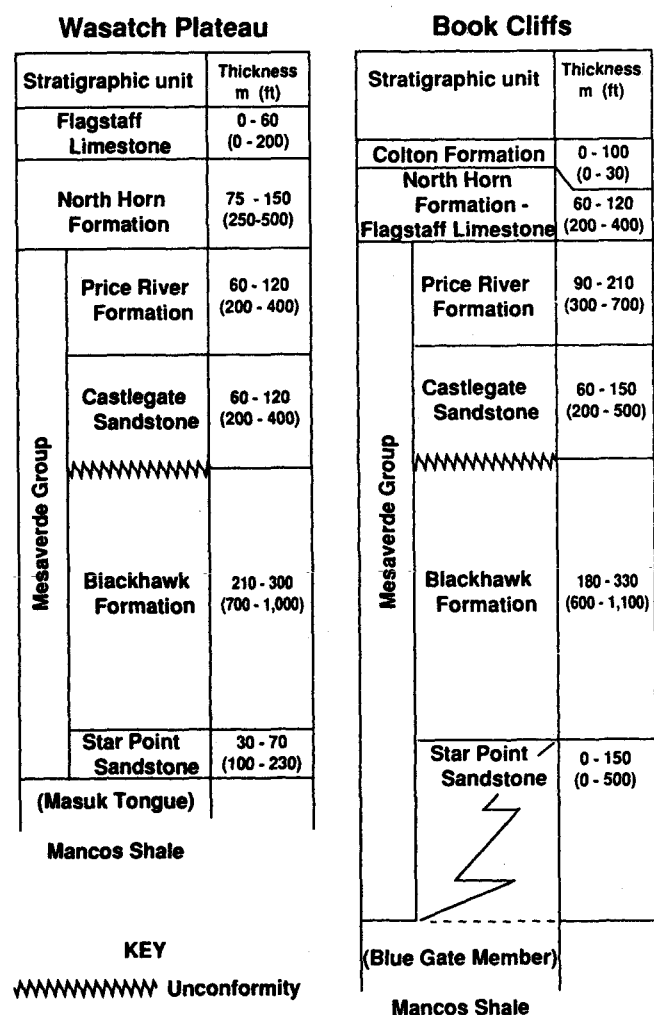 Wasatch Plateau
Stratigraphic unit
Thickness
m (ft)
Flagstaff
Limestone
0 - 60
(0 - 200)
North Horn
Formation
75 - 150
(250-500)
Mesaverde Group
Price River
Formation
60 - 120
(200 - 400)
Castlegate
Sandstone
60 - 120
(200 - 400)
Blackhawk
Formation
210 - 300
(700 - 1,000)
Star Point
Sandstone
30 - 70
(100 - 230)
(Masuk Tongue)
Mancos Shale
KEY
Unconformity
Book Cliffs
Stratigraphic unit
Thickness
m (ft)
Colton Formation
0 - 100
(0 - 30)
North Horn
Formation -
Flagstaff Limestone
60 - 120
(200 - 400)
Mesaverde Group
Price River
Formation
90 - 210
(300 - 700)
Castlegate
Sandstone
60 - 150
(200 - 500)
Blackhawk
Formation
180 - 330
(600 - 1,100)
Star Point
Sandstone
0 - 150
(0 - 500)
(Blue Gate Member)
Mancos Shale